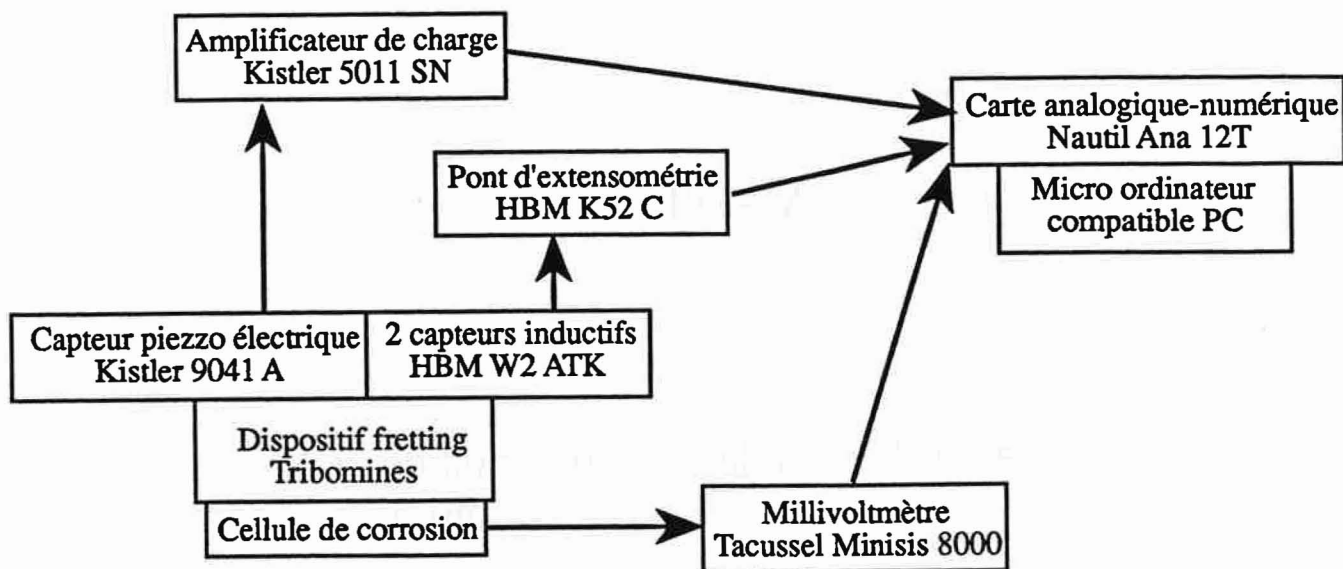 Amplificateur de charge
Kistler 5011 SN
Carte analogique-numérique
Nautil Ana 12T
Micro ordinateur
compatible PC
Pont d'extensométrie
HBM K52 C
Capteur piezzo électrique
Kistler 9041 A
2 capteurs inductifs
HBM W2 ATK
Dispositif fretting
Tribomines
Cellule de corrosion
Millivoltmètre
Tacussel Minisis 8000